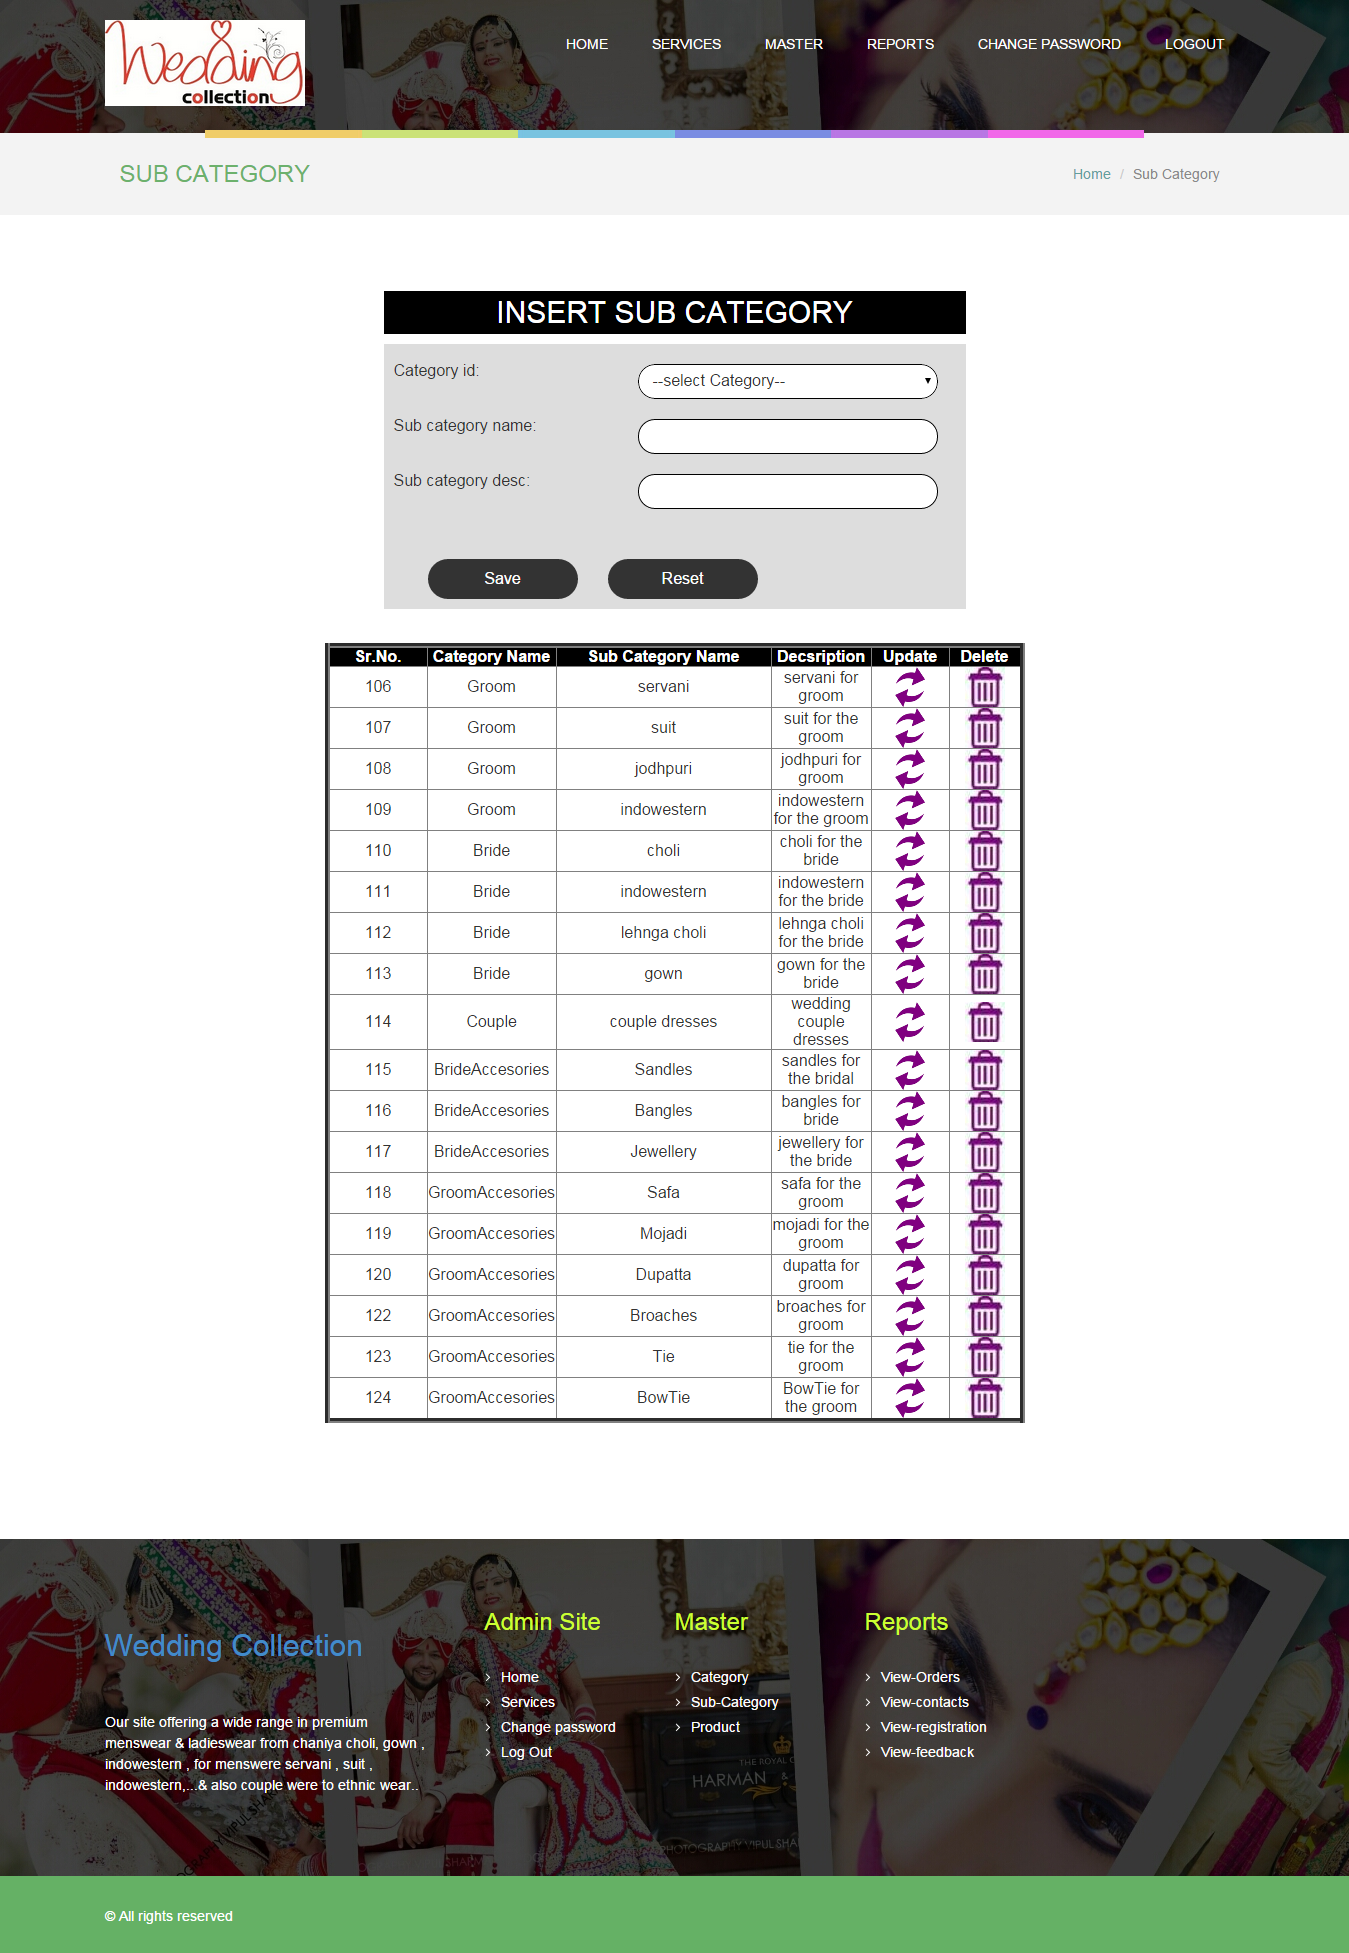 Wedding
collection
HOME SERVICES MASTER REPORTS CHANGE PASSWORD LOGOUT
SUB CATEGORY
Home / Sub Category
INSERT SUB CATEGORY
Category id:
--select Category--
Sub category name:
Sub category desc:
Save Reset
Sr.No. Category Name Sub Category Name Decsription Update Delete
106 Groom servani servani for groom
107 Groom suit suit for the groom
108 Groom jodhpuri jodhpuri for groom
109 Groom indowestern indowestern for the groom
110 Bride choli choli for the bride
111 Bride indowestern indowestern for the bride
112 Bride lehnga choli lehnga choli for the bride
113 Bride gown gown for the bride
114 Couple couple dresses wedding couple dresses
115 BrideAccesories Sandles sandles for the bridal
116 BrideAccesories Bangles bangles for bride
117 BrideAccesories Jewellery jewellery for the bride
118 GroomAccesories Safa safa for the groom
119 GroomAccesories Mojadi mojadi for the groom
120 GroomAccesories Dupatta dupatta for groom
122 GroomAccesories Broaches broaches for groom
123 GroomAccesories Tie tie for the groom
124 GroomAccesories BowTie BowTie for the groom
Wedding Collection
Our site offering a wide range in premium
menswear & ladieswear from chaniya choli, gown ,
indowestern , for menswere servani , suit ,
indowestern,...& also couple were to ethnic wear..
Admin Site
Home
Services
Change password
Log Out
Master
Category
Sub-Category
Product
Reports
View-Orders
View-contacts
View-registration
View-feedback
THE ROYAL
HARMAN &
PHOTOGRAPHY VIPUL SHA
© All rights reserved